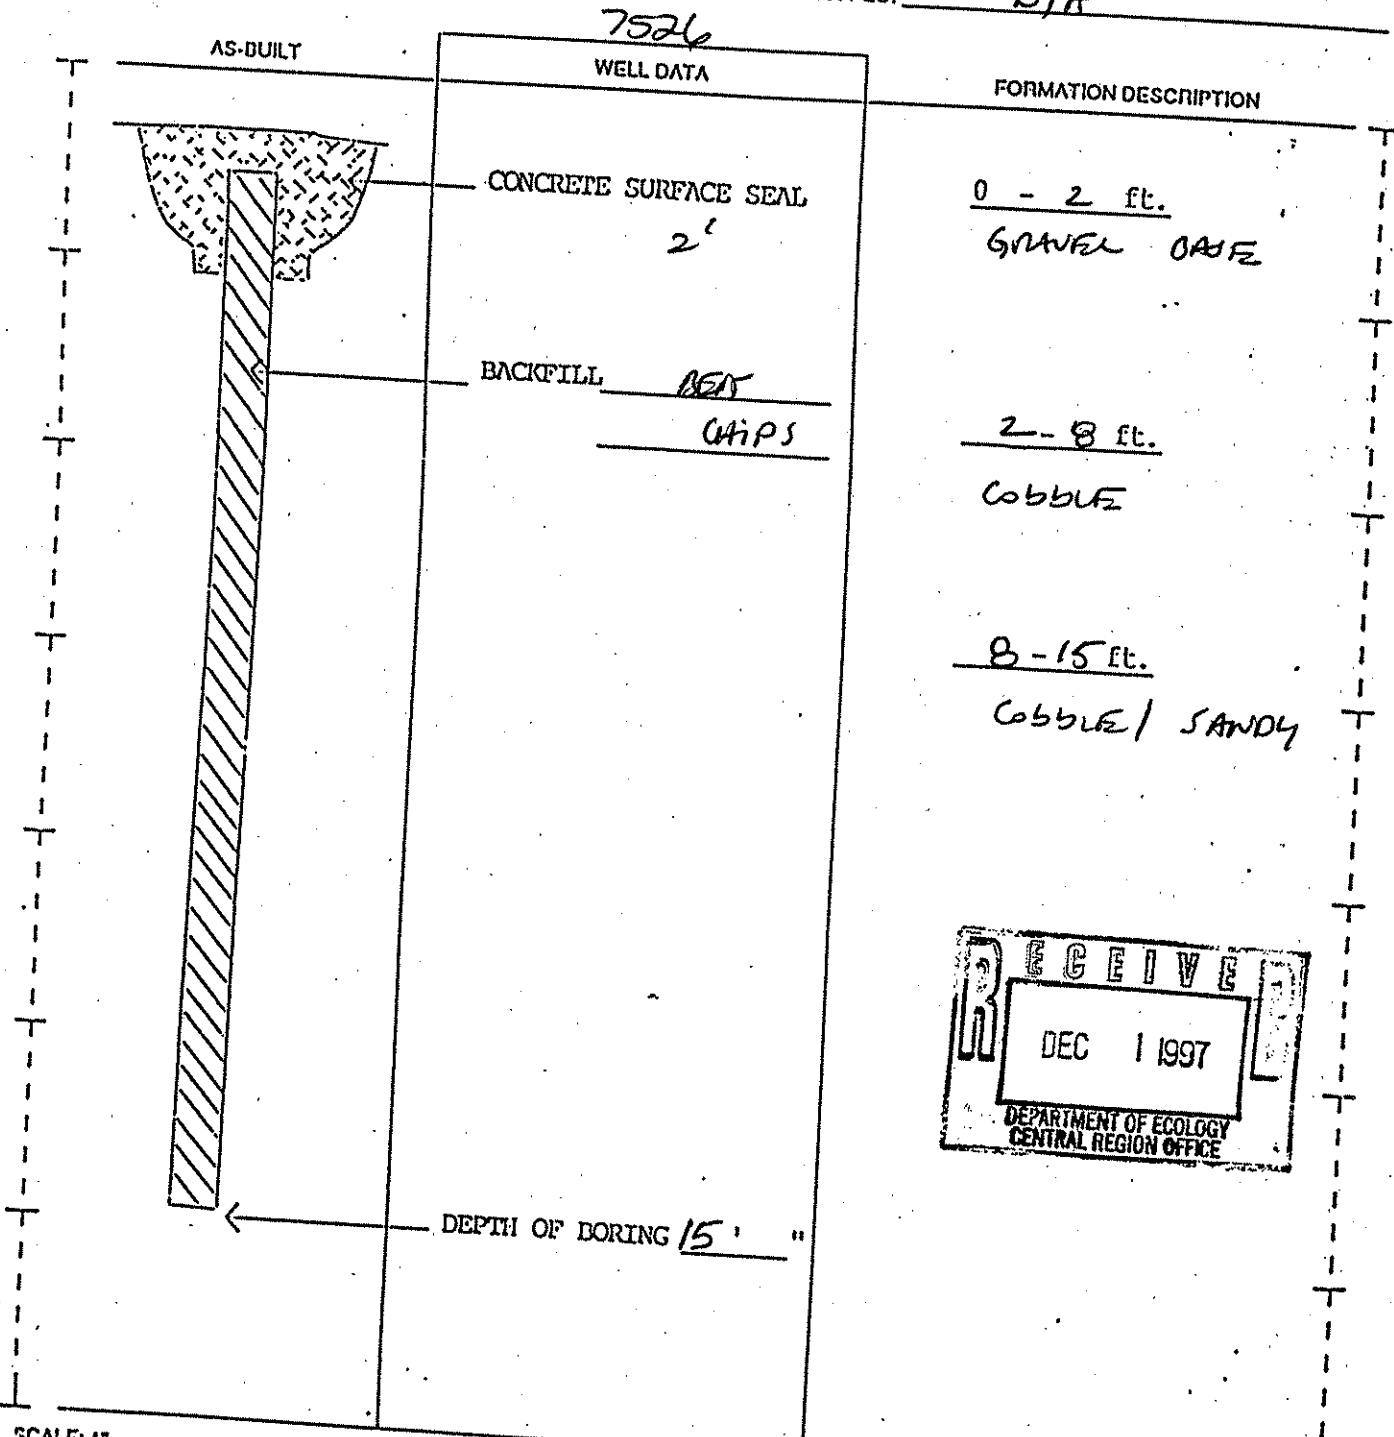 7526
AS-BUILT
WELL DATA
FORMATION DESCRIPTION
CONCRETE SURFACE SEAL
2'
0 - 2 ft.
GRAVEL BASE
BACKFILL BEN
CHIPS
2-8 ft.
CobbLE
8-15 ft.
CobbLE/ SANDY
RECEIVED
DEC 1 1997
DEPARTMENT OF ECOLOGY
CENTRAL REGION OFFICE
DEPTH OF BORING 15' "